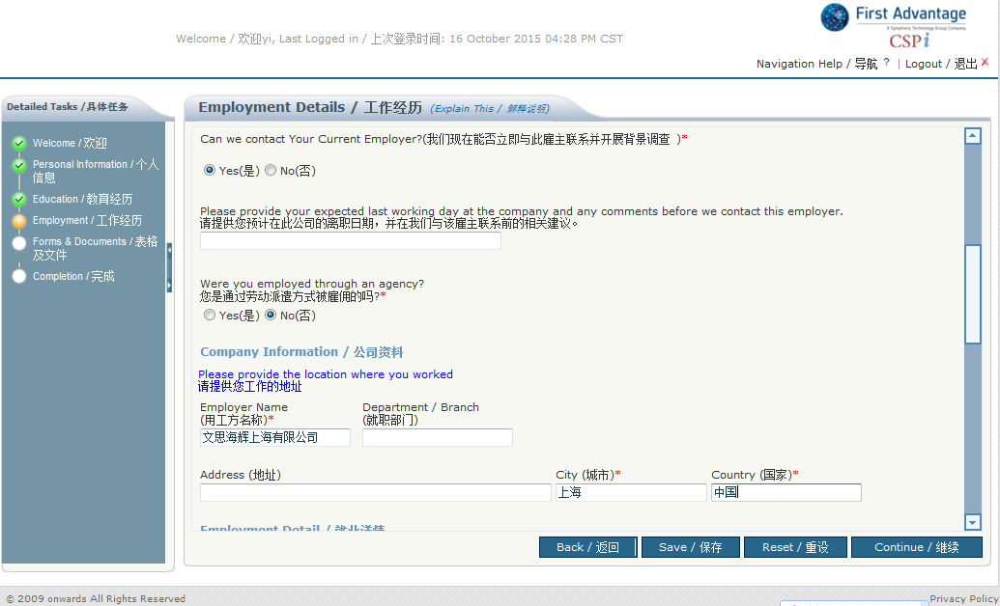 First Advantage
A Symphony Technology Group Company
CSPi
Welcome / 欢迎yi, Last Logged in / 上次登录时间: 16 October 2015 04:28 PM CST
Navigation Help / 导航 ? | Logout / 退出 X
Detailed Tasks /具体任务
Welcome / 欢迎
Personal Information / 个人
信息
Education / 教育经历
Employment / 工作经历
Forms & Documents / 表格
及文件
Completion / 完成
Employment Details / 工作经历 (Explain This / 解释说明)
Can we contact Your Current Employer?(我们现在能否立即与此雇主联系并开展背景调查 )*
Yes(是) No(否)
Please provide your expected last working day at the company and any comments before we contact this employer.
请提供您预计在此公司的离职日期，并在我们与该雇主联系前的相关建议。
Were you employed through an agency?
您是通过劳动派遣方式被雇佣的吗?*
Yes(是) No(否)
Company Information / 公司资料
Please provide the location where you worked
请提供您工作的地址
Employer Name Department / Branch
(用工方名称)* (就职部门)
文思海辉上海有限公司
Address (地址) City (城市)* Country (国家)*
上海 中国
Employment Detail / 就业详情
Back / 返回 Save / 保存 Reset / 重设 Continue / 继续
© 2009 onwards All Rights Reserved Privacy Policy